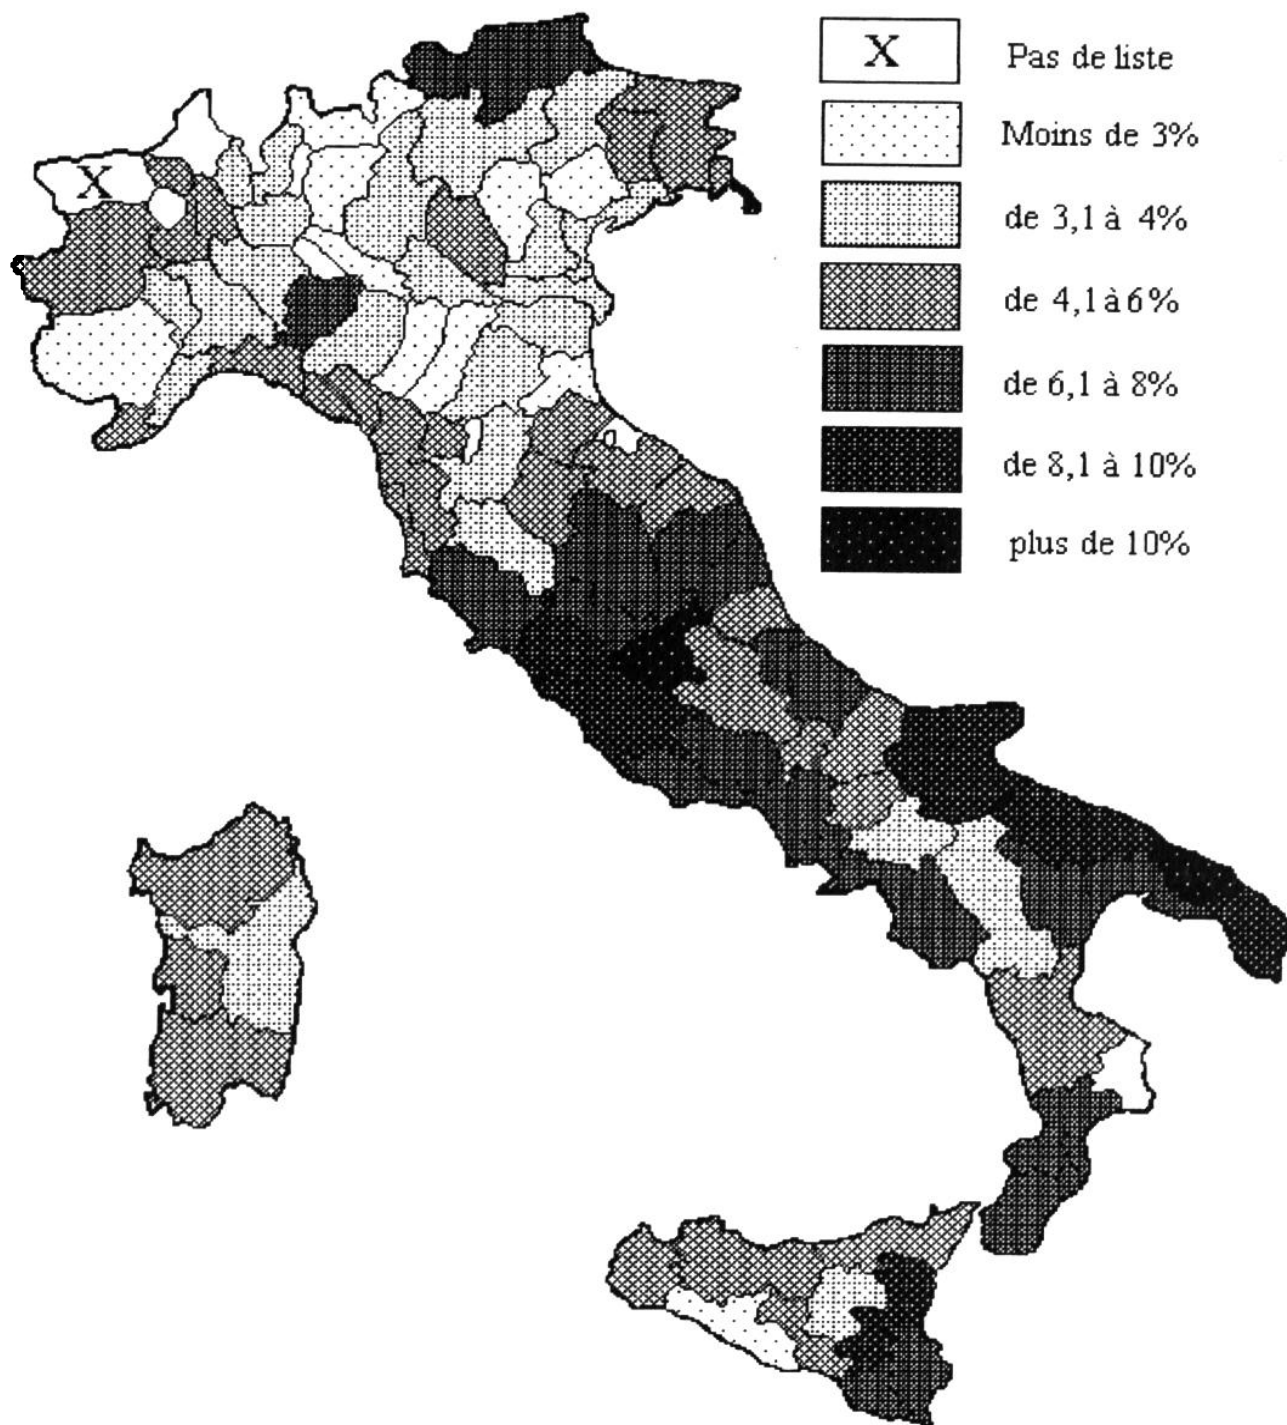 X Pas de liste
Moins de 3%
de 3,1 à 4%
X
de 4,1à 6%
de 6,1 à 8%
de 8,1 à 10%
plus de 10%